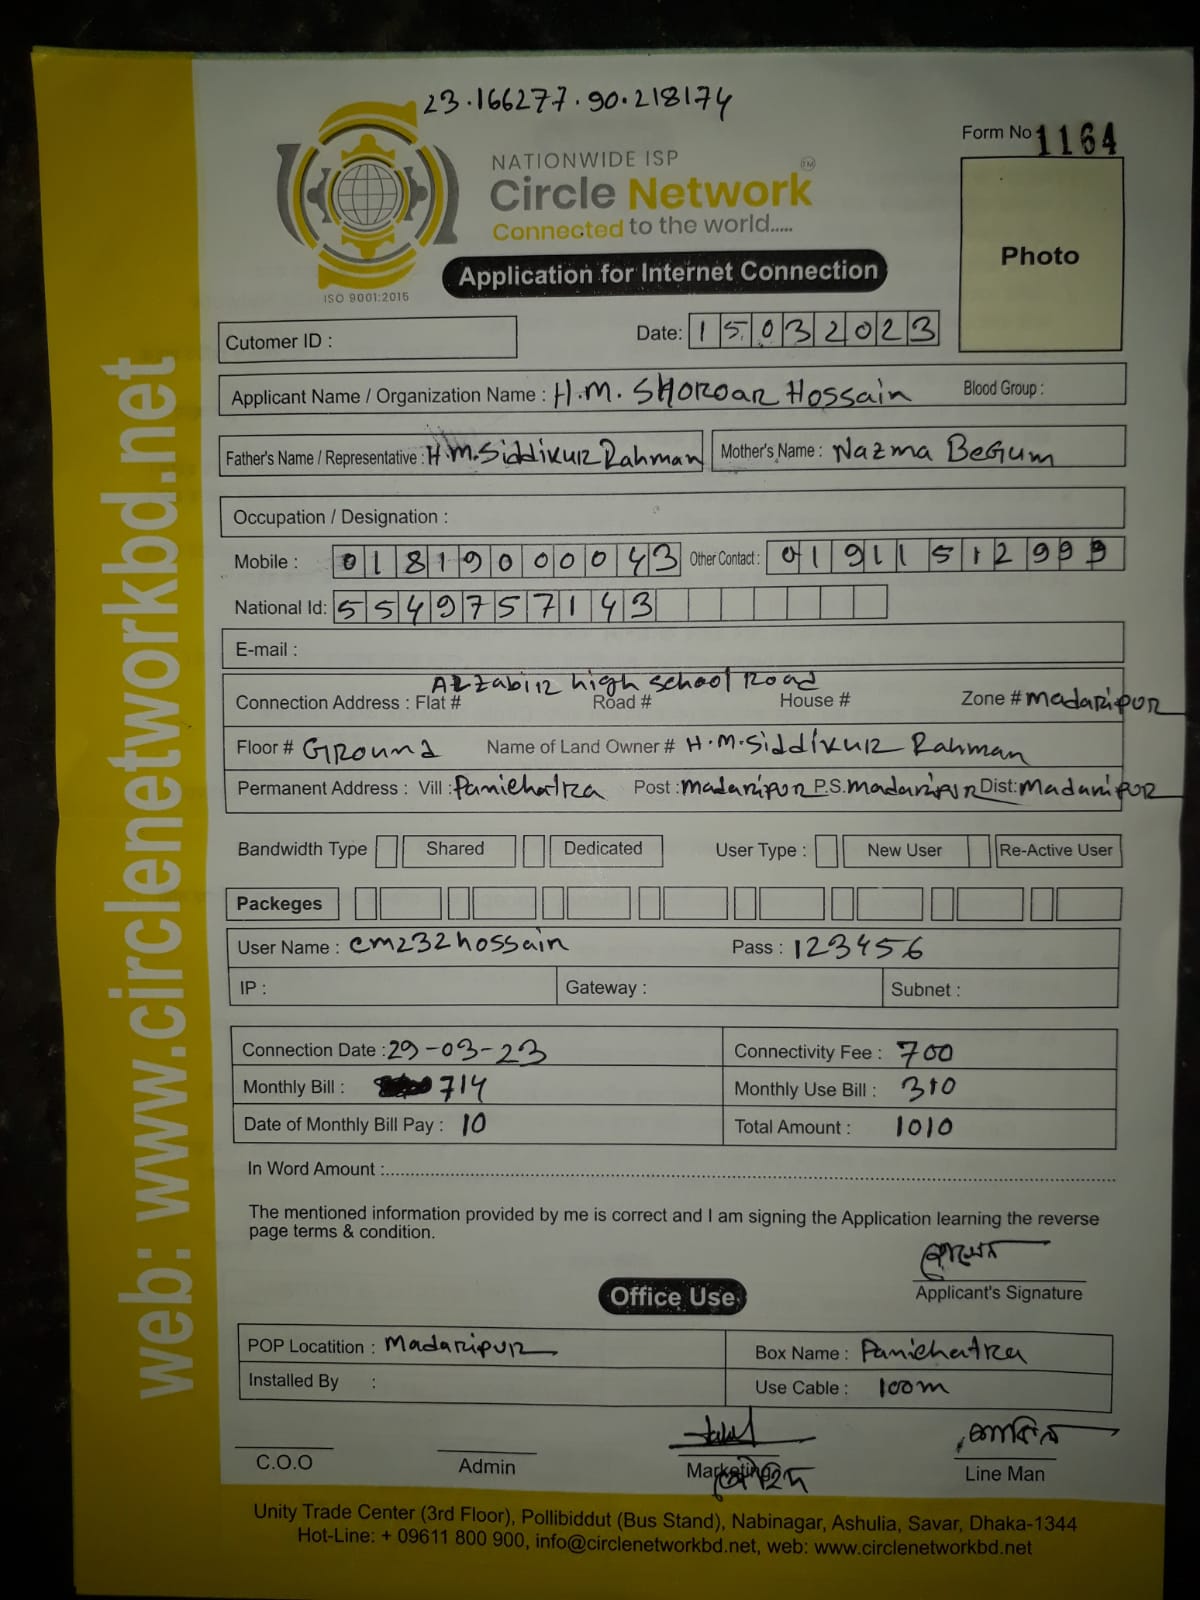 23.166277.90.218174
Form No 1164
NATIONWIDE ISP
Circle Network
TM
Connected to the world.....
ISO 9001:2015
Application for Internet Connection
Photo
Cutomer ID :
Date: 15032023
Applicant Name / Organization Name : H.M. SHOROAR Hossain Blood Group :
Father's Name / Representative : H.M.Siddikur Rahman Mother's Name : Nazma BeGum
Occupation / Designation :
Mobile : 01819000043 Other Contact : 01911512999
National Id: 5549757143
E-mail :
ALZabir high school Road
Connection Address : Flat # Road # House # Zone # madaripur
Floor # Ground Name of Land Owner # H.M.Siddikur Rahman
Permanent Address : Vill : Panichatra Post : madaripur P.S. madaripur Dist: Madaripur
Bandwidth Type Shared Dedicated User Type : New User Re-Active User
Packeges
User Name : cm232hossain Pass : 123456
IP : Gateway : Subnet :
Connection Date : 29-03-23 Connectivity Fee : 700
Monthly Bill : 714 Monthly Use Bill : 310
Date of Monthly Bill Pay : 10 Total Amount : 1010
In Word Amount :
The mentioned information provided by me is correct and I am signing the Application learning the reverse
page terms & condition.
Applicant's Signature
Office Use
POP Locatition : Madaripur Box Name : Panichatra
Installed By : Use Cable : 100m
C.O.O Admin Marketing Line Man
Unity Trade Center (3rd Floor), Pollibiddut (Bus Stand), Nabinagar, Ashulia, Savar, Dhaka-1344
Hot-Line: + 09611 800 900, info@circlenetworkbd.net, web: www.circlenetworkbd.net
web: www.circlenetworkbd.net